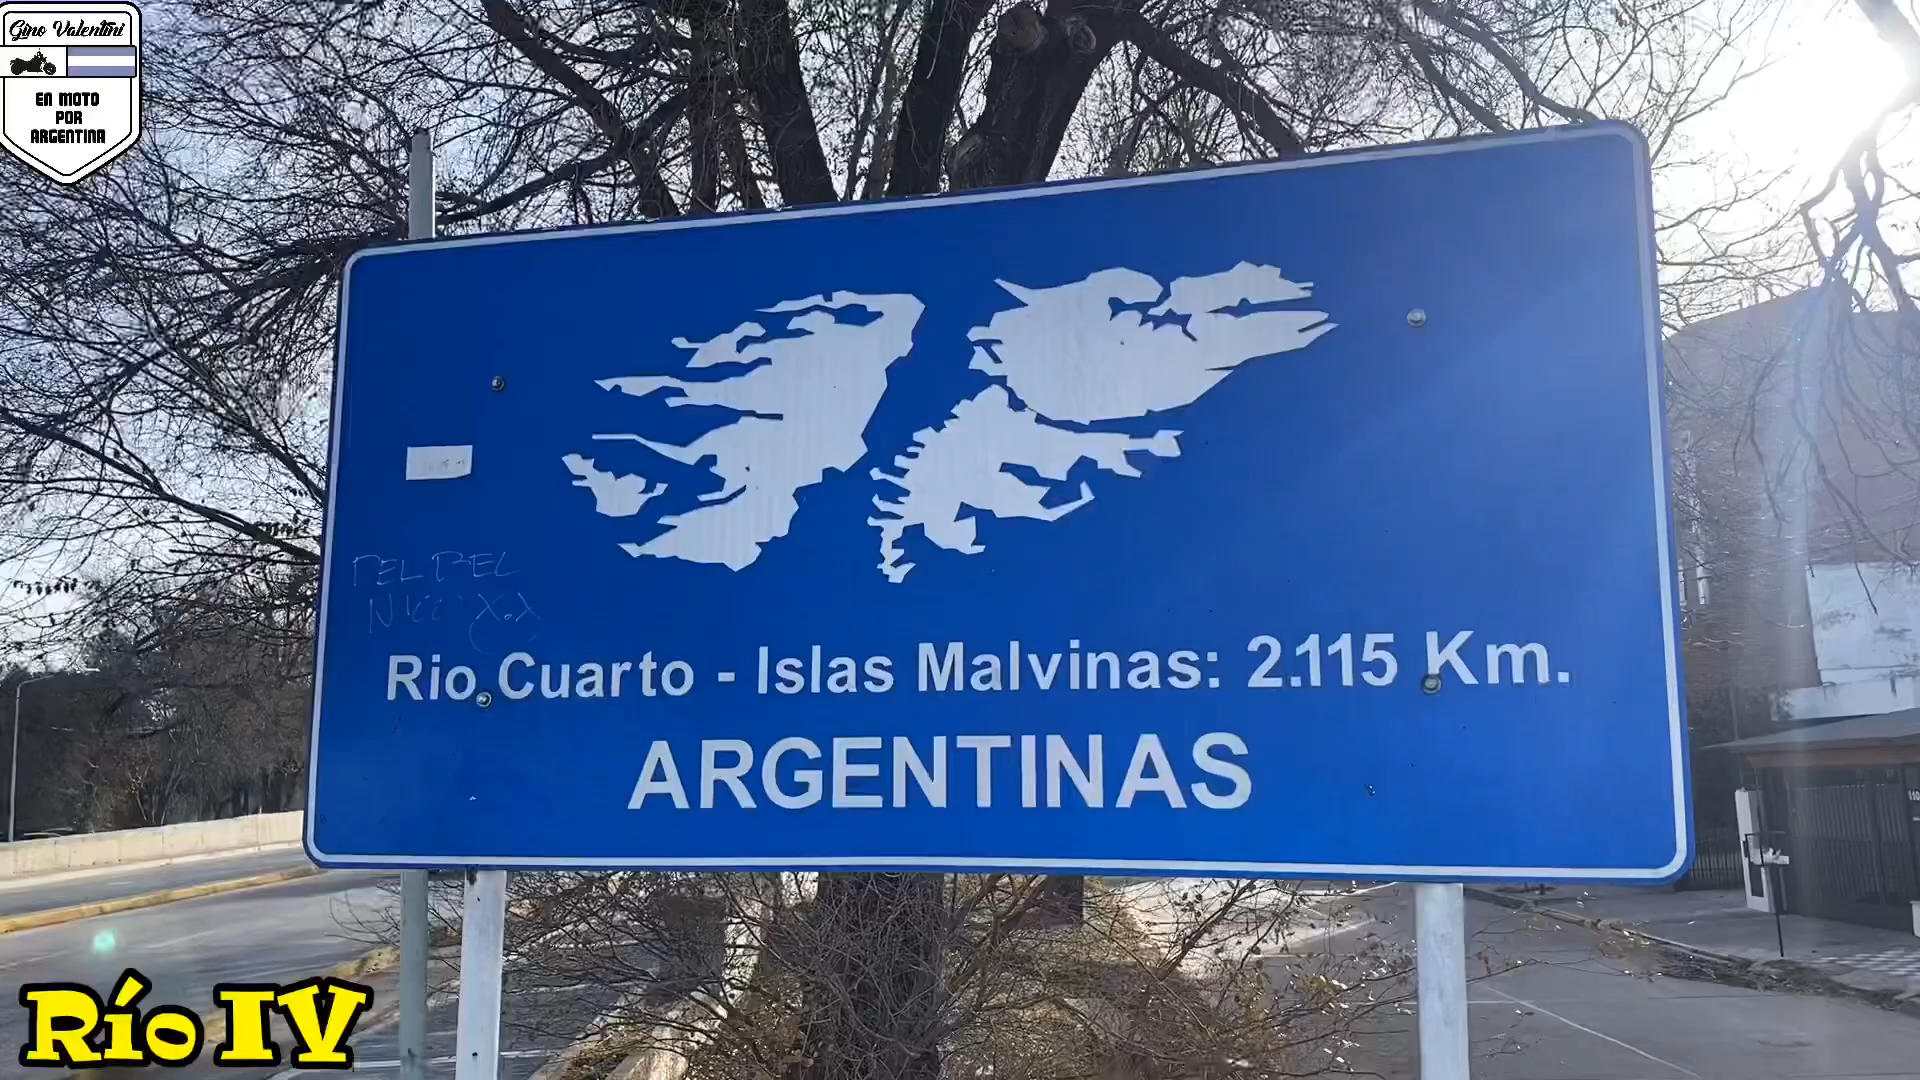 Gino Valentini
EN MOTO
POR
ARGENTINA
Rio Cuarto - Islas Malvinas: 2.115 Km.
ARGENTINAS
Río IV